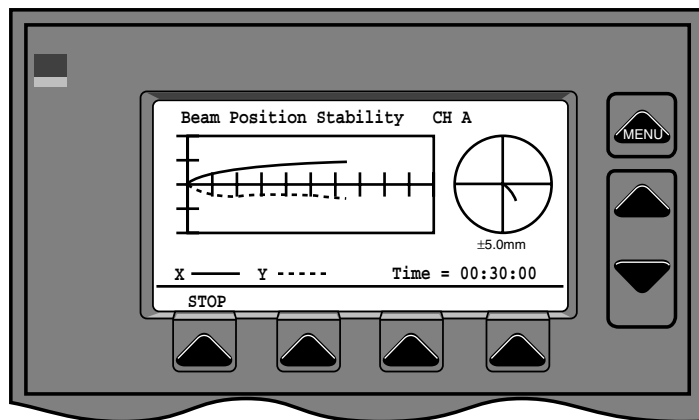 Beam Position Stability CH A
MENU
±5.0mm
X Y Time = 00:30:00
STOP